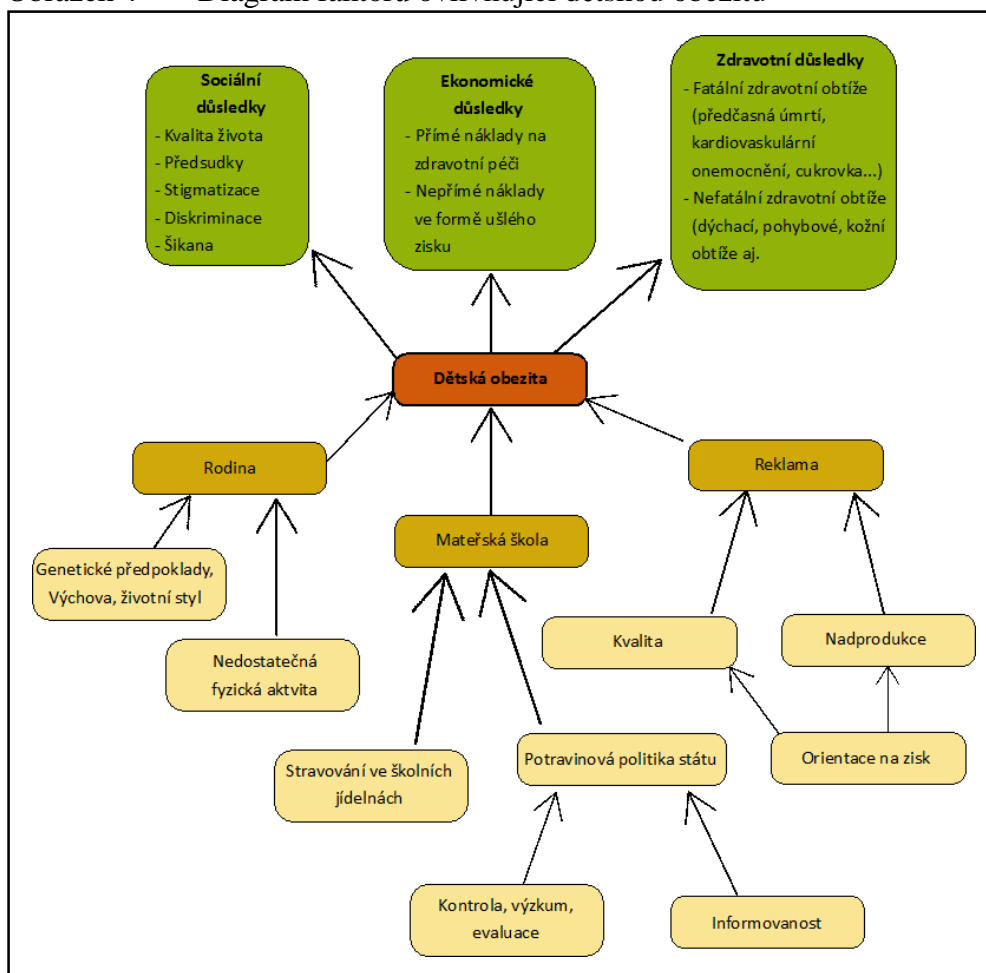 Sociální
důsledky
- Kvalita života
- Předsudky
- Stigmatizace
- Diskriminace
- Šikana
Ekonomické
důsledky
- Přímé náklady na
zdravotní péči
- Nepřímé náklady
ve formě ušlého
zisku
Zdravotní důsledky
- Fatální zdravotní obtíže
(předčasná úmrtí,
kardiovaskulární
onemocnění, cukrovka...)
- Nefatální zdravotní obtíže
(dýchací, pohybové, kožní
obtíže aj.
Dětská obezita
Rodina
Reklama
Mateřská škola
Genetické předpoklady,
Výchova, životní styl
Nedostatečná
fyzická aktvita
Kvalita
Nadprodukce
Stravování ve školních
jídelnách
Potravinová politika státu
Orientace na zisk
Kontrola, výzkum,
evaluace
Informovanost